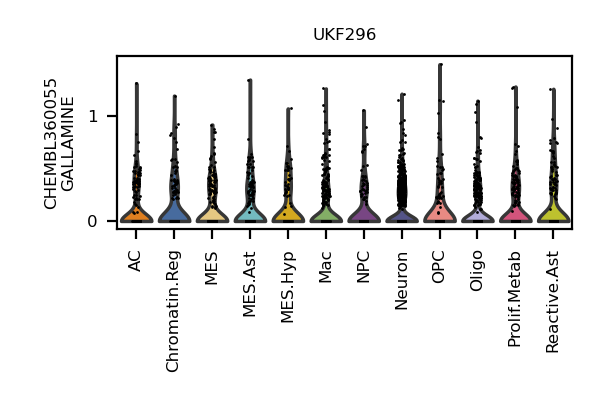 UKF296
CHEMBL360055
GALLAMINE
1
0
AC
Chromatin.Reg
MES
MES.Ast
MES.Hyp
Mac
NPC
Neuron
OPC
Oligo
Prolif.Metab
Reactive.Ast